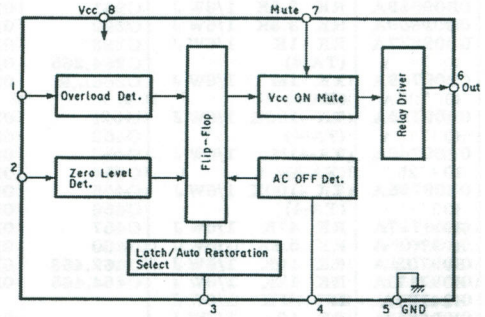 Vcc 8
Mute 7
1
Overload Det.
Flip-Flop
Vcc ON Mute
Relay Driver
6
Out
2
Zero Level
Det.
AC OFF Det.
Latch/Auto Restoration
Select
3
4
5 GND